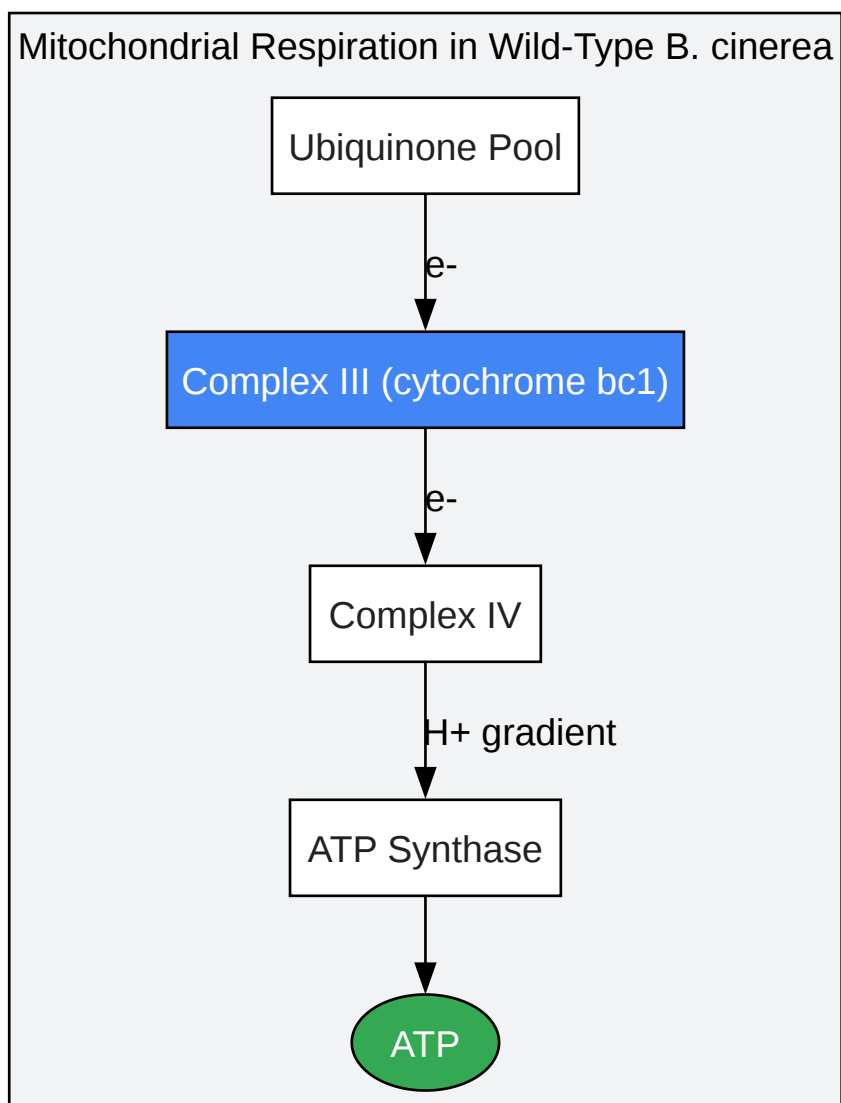 Mitochondrial Respiration in Wild-Type B. cinerea
Ubiquinone Pool
e-
Complex III (cytochrome bc1)
e-
Complex IV
H+ gradient
ATP Synthase
ATP